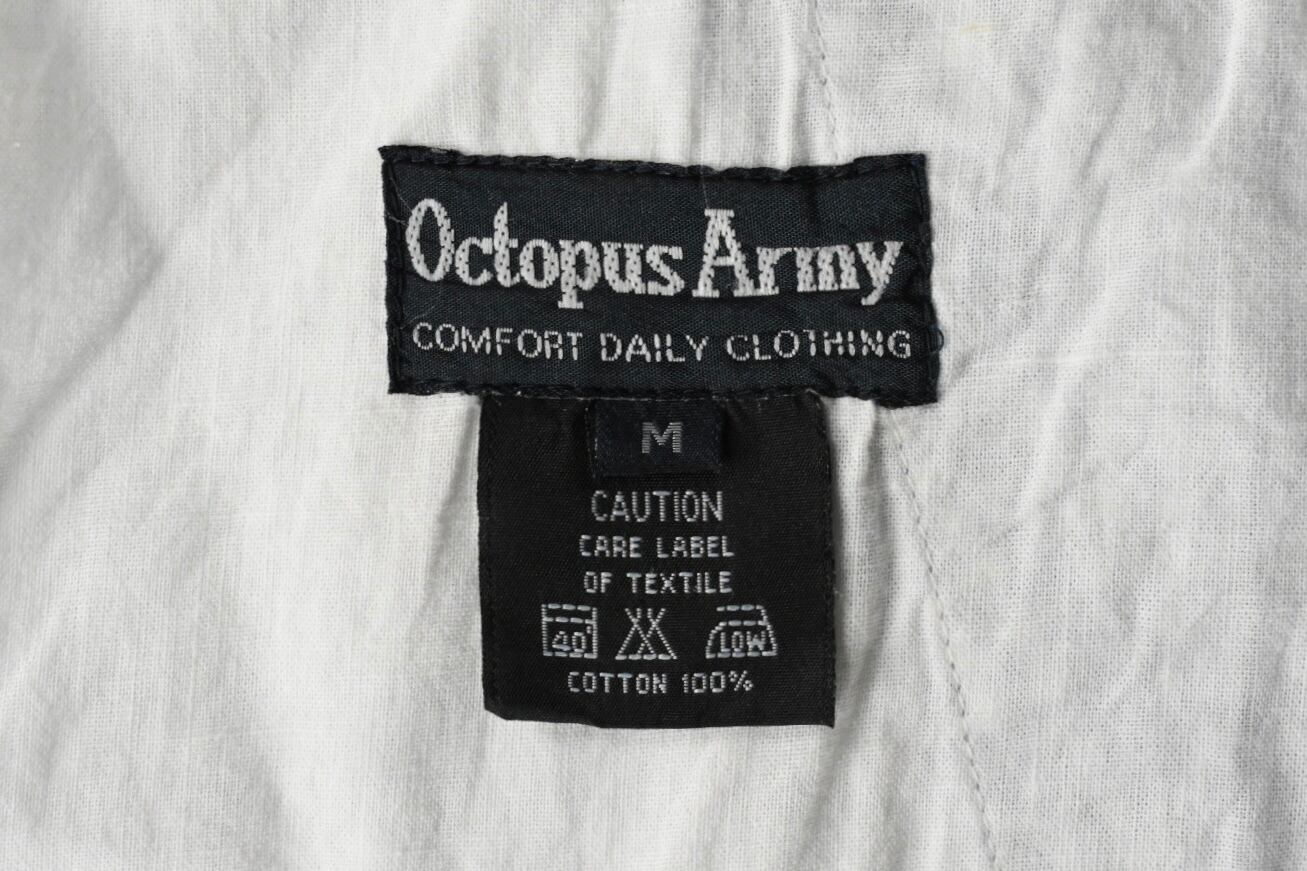 Octopus Army
COMFORT DAILY CLOTHING
M
CAUTION
CARE LABEL
OF TEXTILE
40° LOW
COTTON 100%